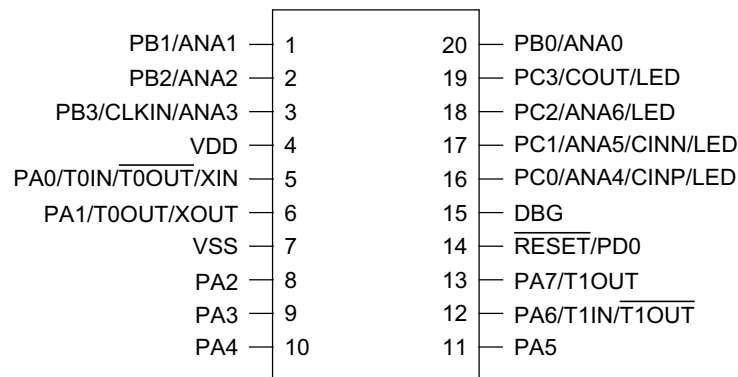 PB1/ANA1 1 20 PB0/ANA0
PB2/ANA2 2 19 PC3/COUT/LED
PB3/CLKIN/ANA3 3 18 PC2/ANA6/LED
VDD 4 17 PC1/ANA5/CINN/LED
PA0/T0IN/T0OUT/XIN 5 16 PC0/ANA4/CINP/LED
PA1/T0OUT/XOUT 6 15 DBG
VSS 7 14 RESET/PD0
PA2 8 13 PA7/T1OUT
PA3 9 12 PA6/T1IN/T1OUT
PA4 10 11 PA5